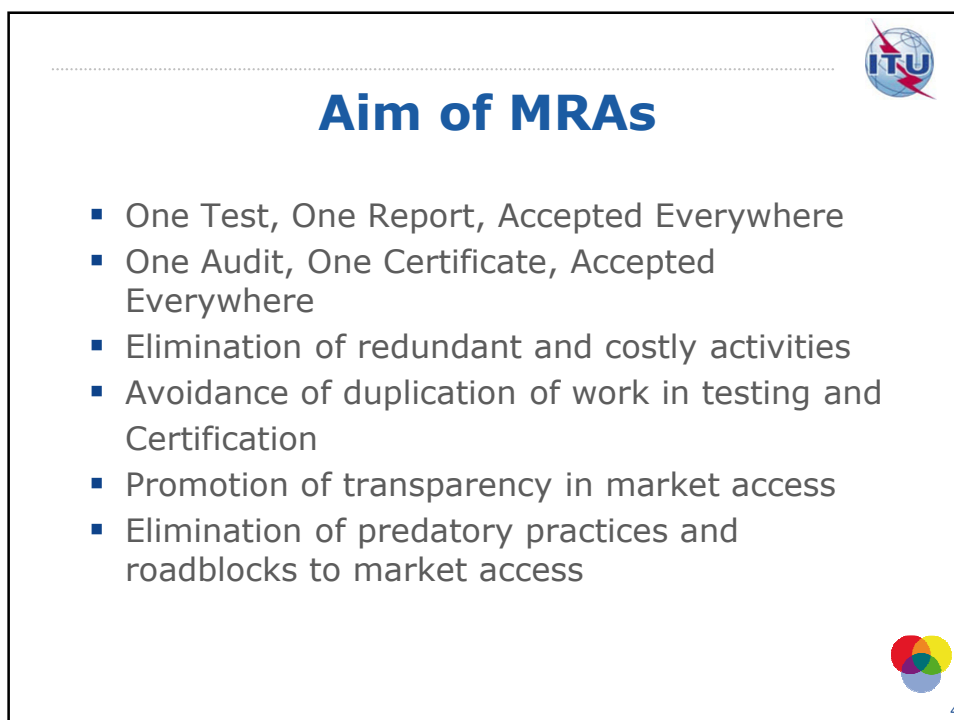 ITU
Aim of MRAs
▪ One Test, One Report, Accepted Everywhere
▪ One Audit, One Certificate, Accepted
Everywhere
▪ Elimination of redundant and costly activities
▪ Avoidance of duplication of work in testing and
Certification
▪ Promotion of transparency in market access
▪ Elimination of predatory practices and
roadblocks to market access